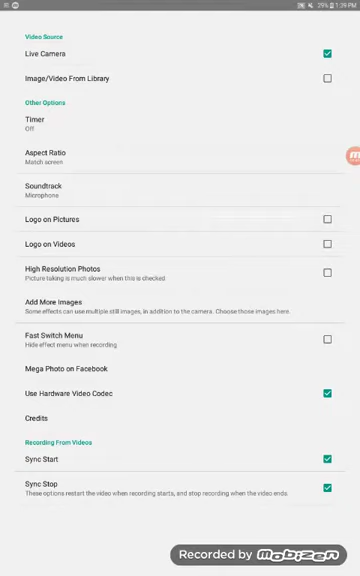 29% 1:39 PM
Video Source
Live Camera
Image/Video From Library
Other Options
Timer
Off
Aspect Ratio
Match screen
Soundtrack
Microphone
Logo on Pictures
Logo on Videos
High Resolution Photos
Picture taking is much slower when this is checked
Add More Images
Some effects can use multiple still images, in addition to the camera. Choose those images here.
Fast Switch Menu
Hide effect menu when recording
Mega Photo on Facebook
Use Hardware Video Codec
Credits
Recording From Videos
Sync Start
Sync Stop
These options restart the video when recording starts, and stop recording when the video ends.
Recorded by mobizen